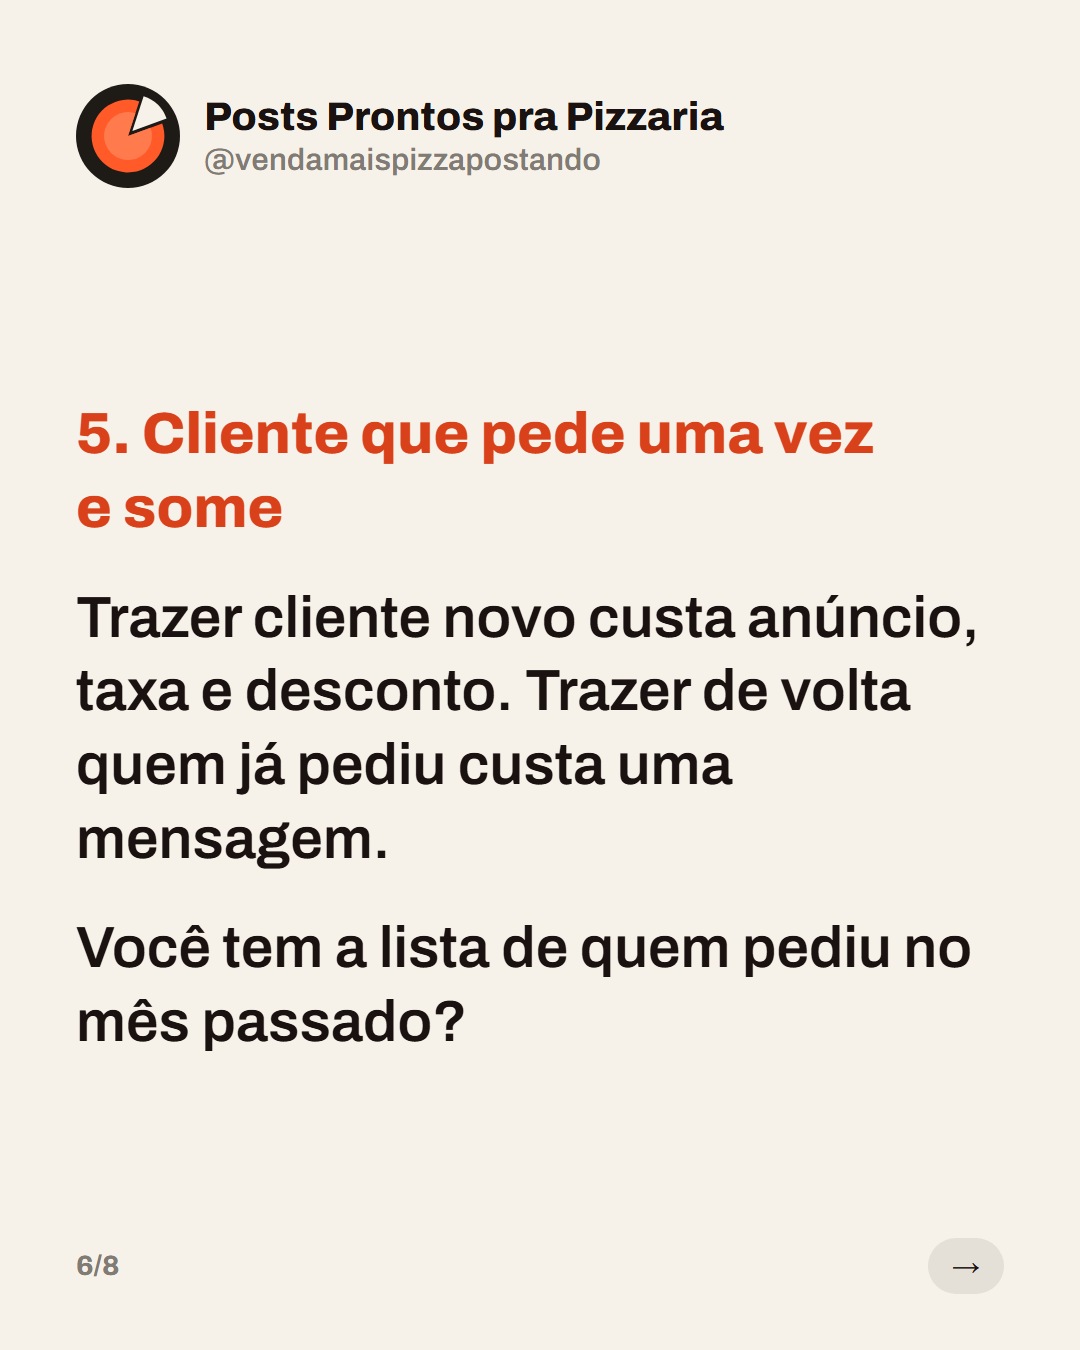 Posts Prontos pra Pizzaria
@vendamaispizzapostando
5. Cliente que pede uma vez
e some
Trazer cliente novo custa anúncio,
taxa e desconto. Trazer de volta
quem já pediu custa uma
mensagem.
Você tem a lista de quem pediu no
mês passado?
6/8
→